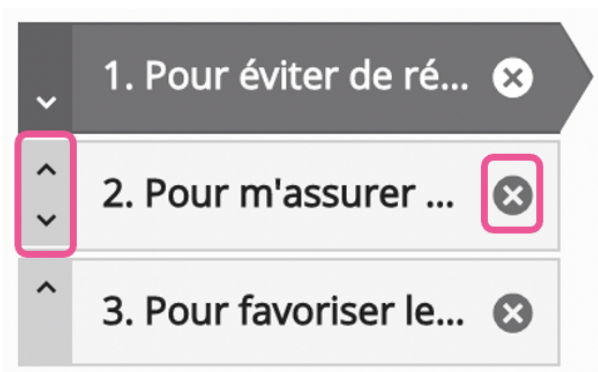 1. Pour éviter de ré...
2. Pour m'assurer ...
3. Pour favoriser le...